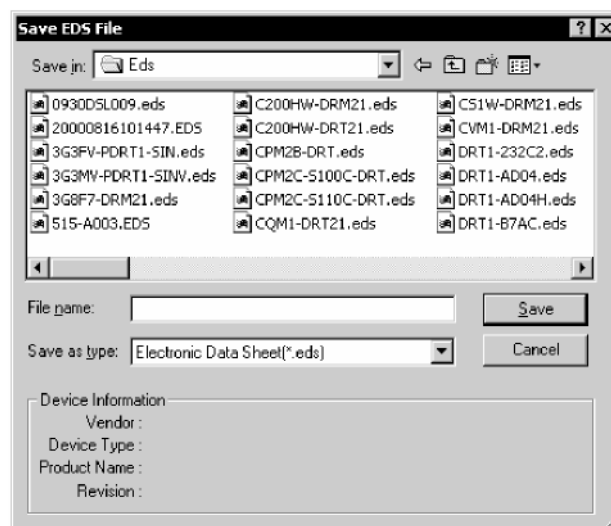 Save EDS File
Save in: Eds
0930DSL009.eds C200HW-DRM21.eds CS1W-DRM21.eds
20000816101447.EDS C200HW-DRT21.eds CVM1-DRM21.eds
3G3FV-PDRT1-SIN.eds CPM2B-DRT.eds DRT1-232C2.eds
3G3MV-PDRT1-SINV.eds CPM2C-S100C-DRT.eds DRT1-AD04.eds
3G8F7-DRM21.eds CPM2C-S110C-DRT.eds DRT1-AD04H.eds
515-A003.EDS CQM1-DRT21.eds DRT1-B7AC.eds
File name: Save
Save as type: Electronic Data Sheet(*.eds) Cancel
Device Information
Vendor :
Device Type :
Product Name :
Revision :